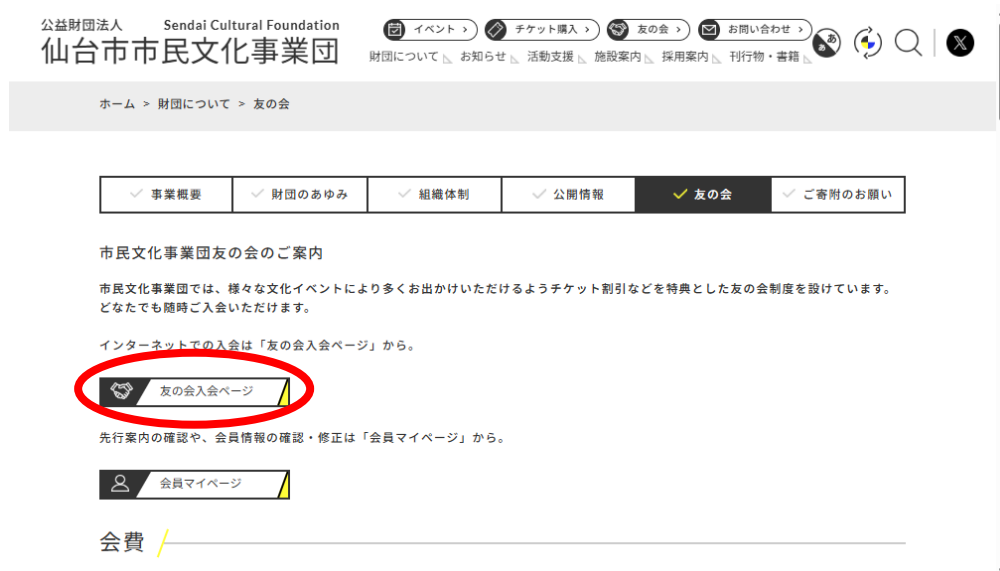 公益財団法人 Sendai Cultural Foundation
仙台市市民文化事業団
イベント > チケット購入 > 友の会 > お問い合わせ >
財団について お知らせ 活動支援 施設案内 採用案内 刊行物・書籍
あぁ
X
ホーム > 財団について > 友の会
事業概要 財団のあゆみ 組織体制 公開情報 友の会 ご寄附のお願い
市民文化事業団友の会のご案内
市民文化事業団では、様々な文化イベントにより多くお出かけいただけるようチケット割引などを特典とした友の会制度を設けています。
どなたでも随時ご入会いただけます。
インターネットでの入会は「友の会入会ページ」から。
友の会入会ページ
先行案内の確認や、会員情報の確認・修正は「会員マイページ」から。
会員マイページ
会費